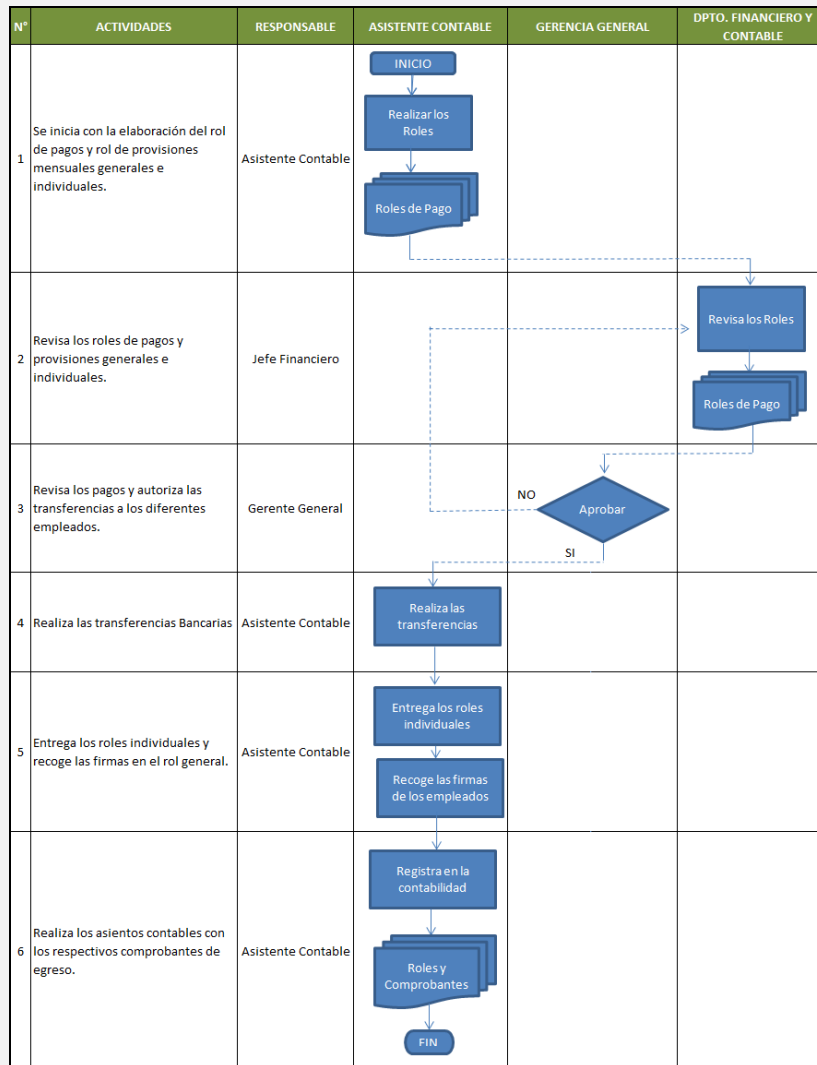 N°
ACTIVIDADES
RESPONSABLE
ASISTENTE CONTABLE
GERENCIA GENERAL
DPTO. FINANCIERO Y
CONTABLE
1
Se inicia con la elaboración del rol
de pagos y rol de provisiones
mensuales generales e
individuales.
Asistente Contable
INICIO
Realizar los
Roles
Roles de Pago
2
Revisa los roles de pagos y
provisiones generales e
individuales.
Jefe Financiero
Revisa los Roles
Roles de Pago
3
Revisa los pagos y autoriza las
transferencias a los diferentes
empleados.
Gerente General
NO
Aprobar
SI
4
Realiza las transferencias Bancarias
Asistente Contable
Realiza las
transferencias
5
Entrega los roles individuales y
recoge las firmas en el rol general.
Asistente Contable
Entrega los roles
individuales
Recoge las firmas
de los empleados
6
Realiza los asientos contables con
los respectivos comprobantes de
egreso.
Asistente Contable
Registra en la
contabilidad
Roles y
Comprobantes
FIN